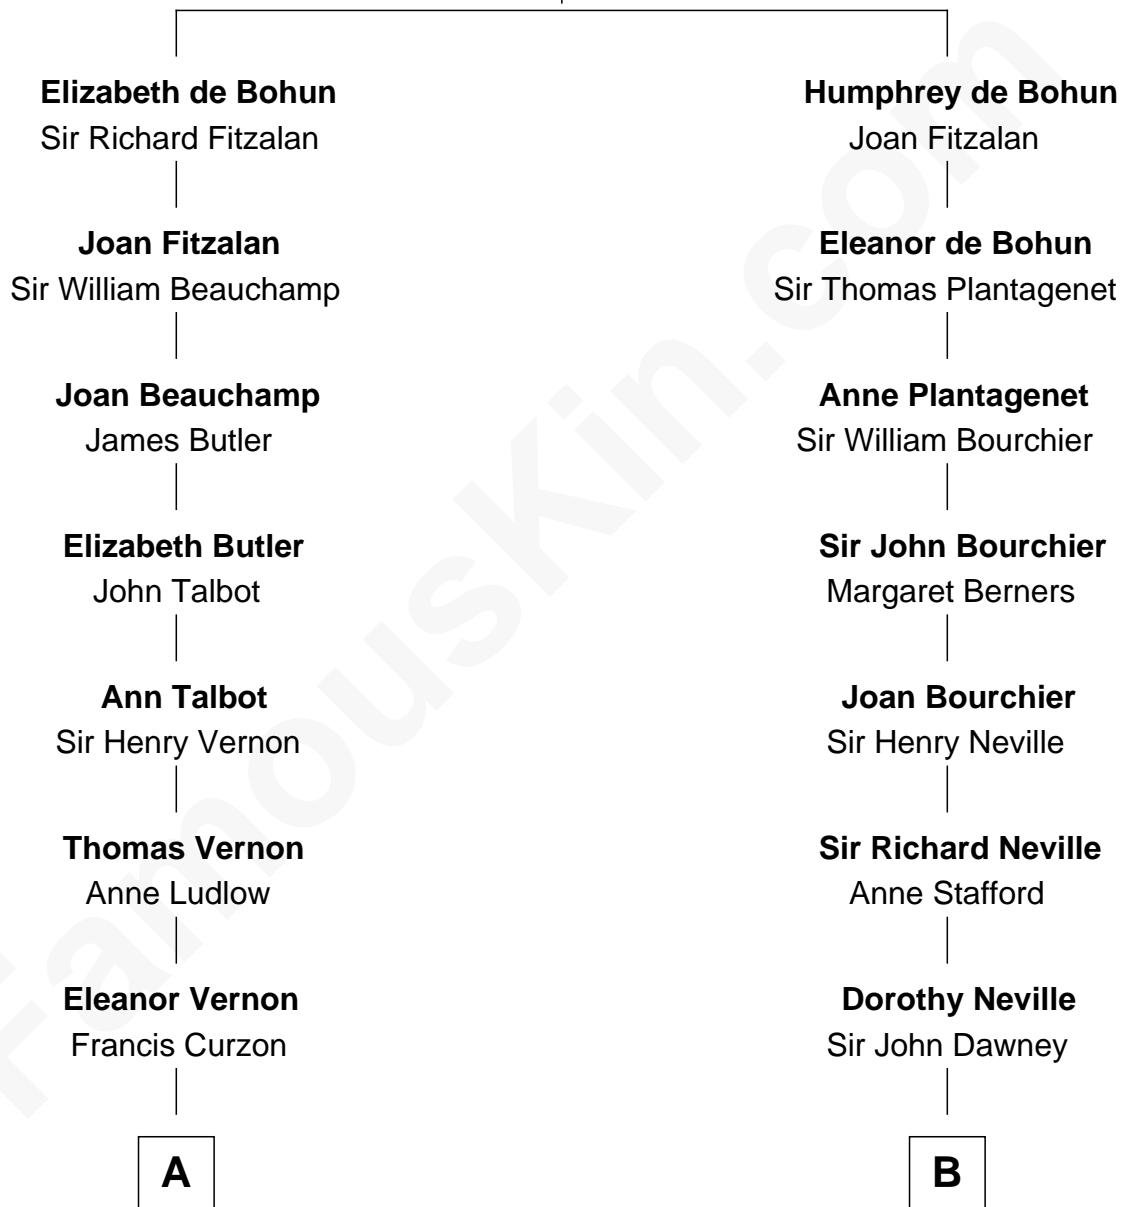 Elizabeth de Bohun
Sir Richard Fitzalan
Joan Fitzalan
Sir William Beauchamp
Joan Beauchamp
James Butler
Elizabeth Butler
John Talbot
Ann Talbot
Sir Henry Vernon
Thomas Vernon
Anne Ludlow
Eleanor Vernon
Francis Curzon
A
Humphrey de Bohun
Joan Fitzalan
Eleanor de Bohun
Sir Thomas Plantagenet
Anne Plantagenet
Sir William Bourchier
Sir John Bourchier
Margaret Berners
Joan Bourchier
Sir Henry Neville
Sir Richard Neville
Anne Stafford
Dorothy Neville
Sir John Dawney
B
FamousKin.com